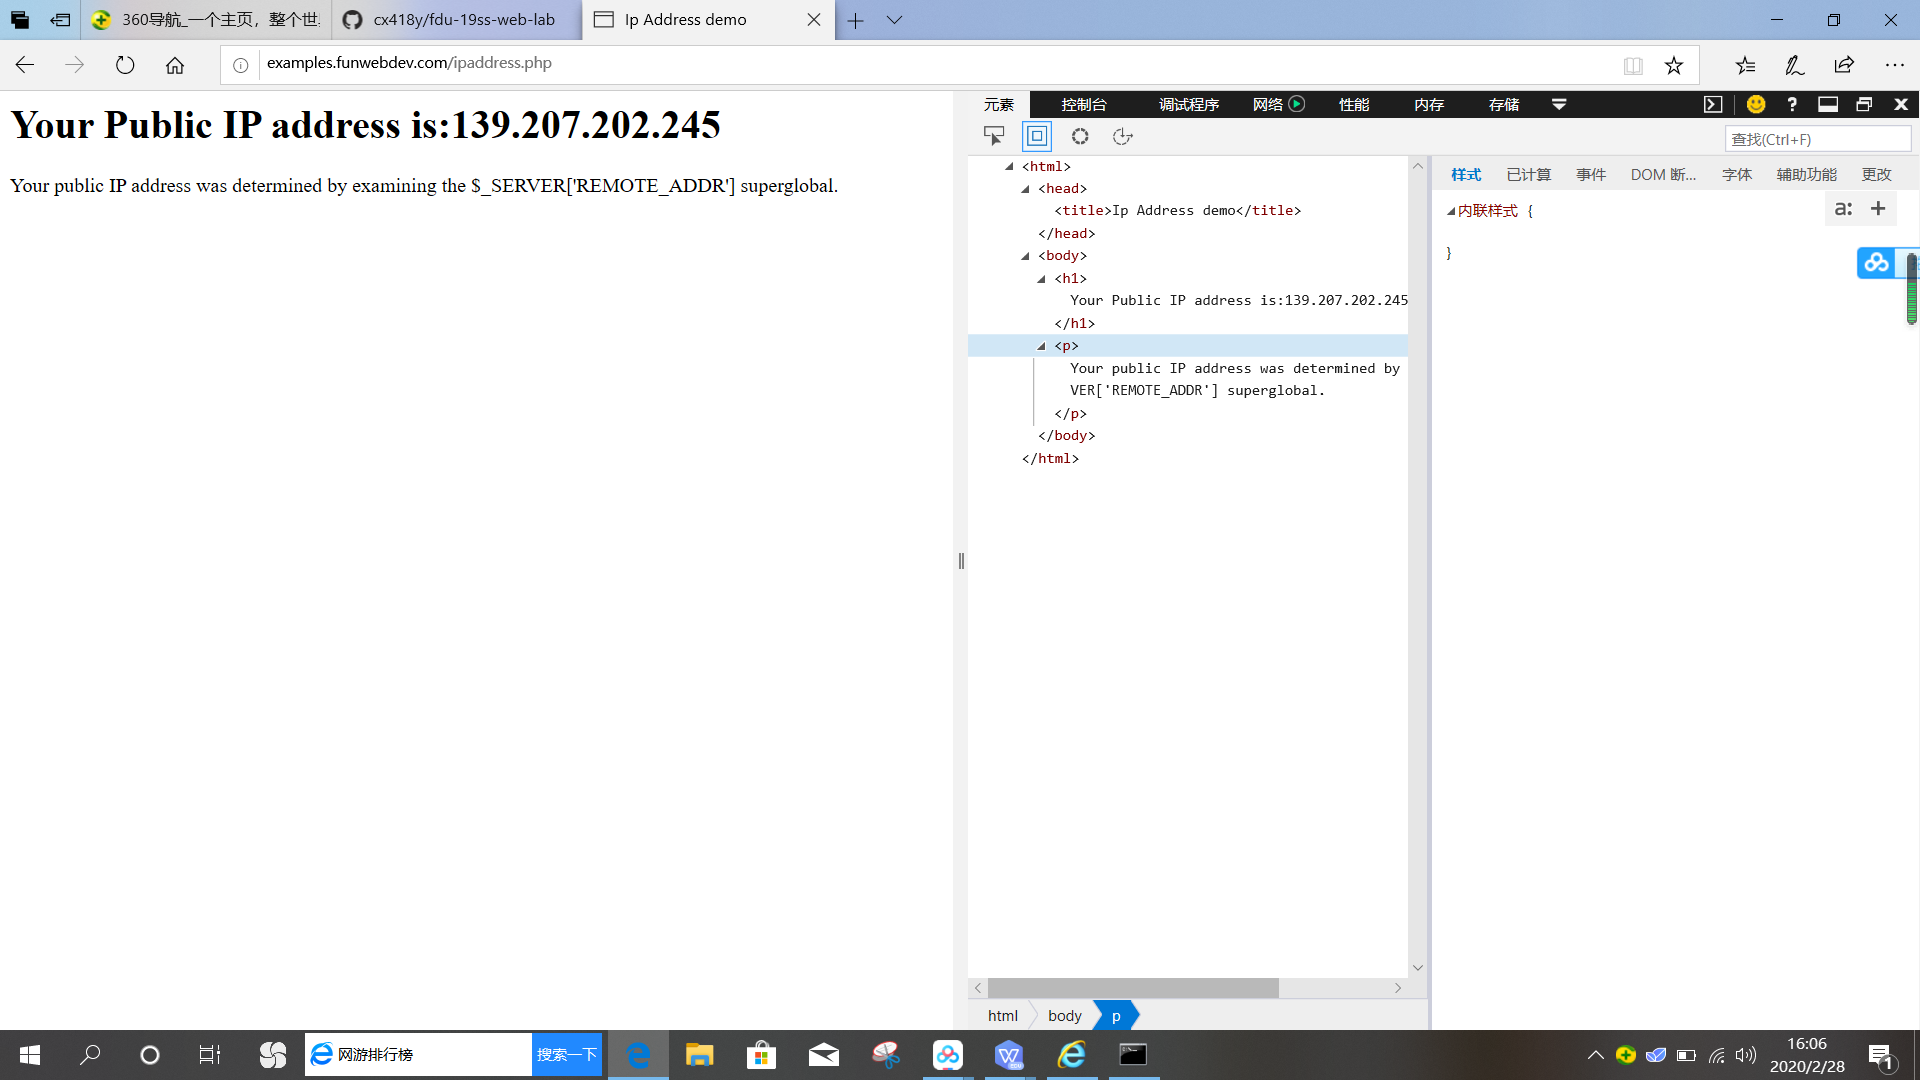 360导航_一个主页，整个世
cx418y/fdu-19ss-web-lab
Ip Address demo
examples.funwebdev.com/ipaddress.php
Your Public IP address is:139.207.202.245
Your public IP address was determined by examining the $_SERVER['REMOTE_ADDR'] superglobal.
元素 控制台 调试程序 网络 性能 内存 存储
查找(Ctrl+F)
<html>
<head>
<title>Ip Address demo</title>
</head>
<body>
<h1>
Your Public IP address is:139.207.202.245
</h1>
<p>
Your public IP address was determined by
VER['REMOTE_ADDR'] superglobal.
</p>
</body>
</html>
样式 已计算 事件 DOM 断... 字体 辅助功能 更改
内联样式 {
a: +
}
html body p
网游排行榜 搜索一下
16:06
2020/2/28
1